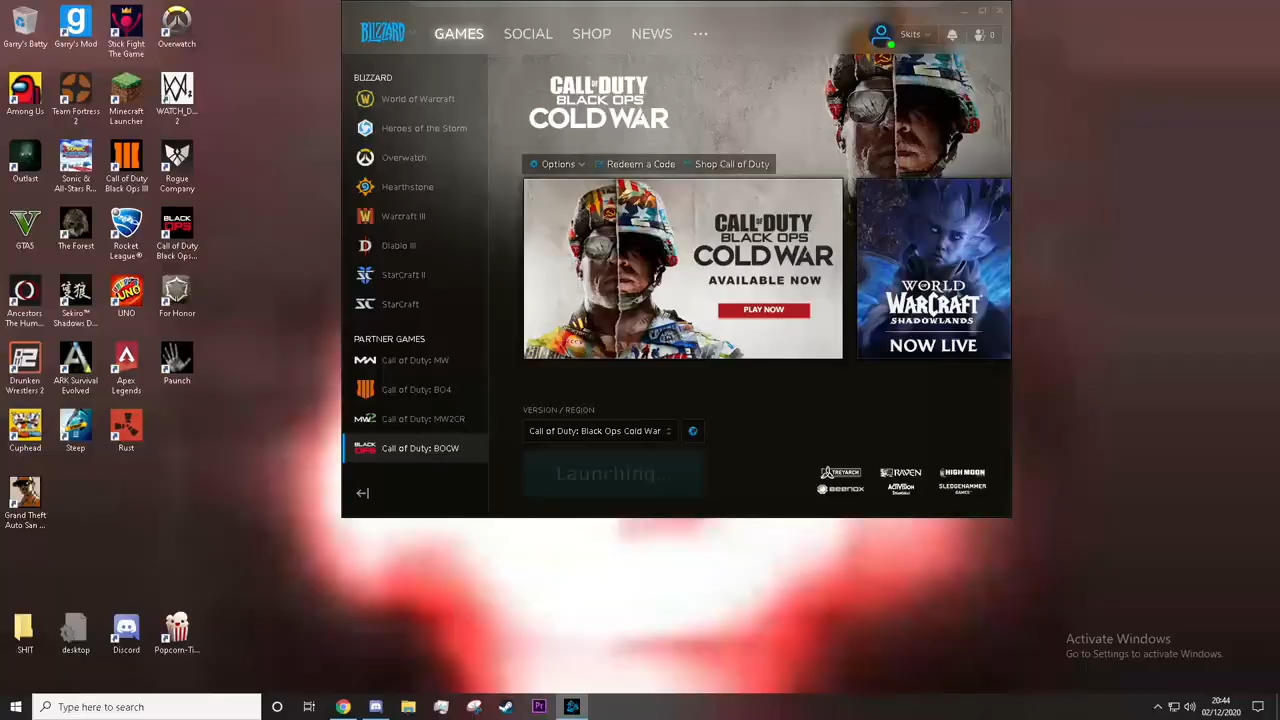 Garry's Batty
Garry's Mod
Stick Fight The Game
Overwatch
Among Us
Team Fortress 2
Minecraft Launcher
WATCH_D... 2
Outlast
Sonic & All-Stars R...
Call of Duty Black Ops III
Rogue Company
GTA5
The Forest
Rocket League®
Call of Duty Black Ops
Ancestors The Hum...
Sekiro™ Shadows D...
UNO
For Honor
Drunken Wrestlers 2
ARK Survival Evolved
Apex Legends
Paunch
Cuphead
Steep
Rust
Grand Theft Auto San ...
SHIT
desktop
Discord
Popcorn-Ti...
BLIZZARD
GAMES
SOCIAL
SHOP
NEWS
Skits
0
BLIZZARD
World of Warcraft
Heroes of the Storm
Overwatch
Hearthstone
Warcraft III
Diablo III
StarCraft II
StarCraft
PARTNER GAMES
Call of Duty: MW
Call of Duty: BO4
Call of Duty: MW2CR
Call of Duty: BOCW
CALL OF DUTY
BLACK OPS
COLD WAR
Options
Redeem a Code
Shop Call of Duty
CALL OF DUTY
BLACK OPS
COLD WAR
AVAILABLE NOW
PLAY NOW
WORLD OF
WARCRAFT
SHADOWLANDS
NOW LIVE
VERSION / REGION
Call of Duty: Black Ops Cold War
Launching...
TREYARCH
RAVEN
HIGH MOON
BEENOX
ACTIVISION
SLEDGEHAMMER
GAMES
Activate Windows
Go to Settings to activate Windows.
Type here to search
20:44
02/12/2020